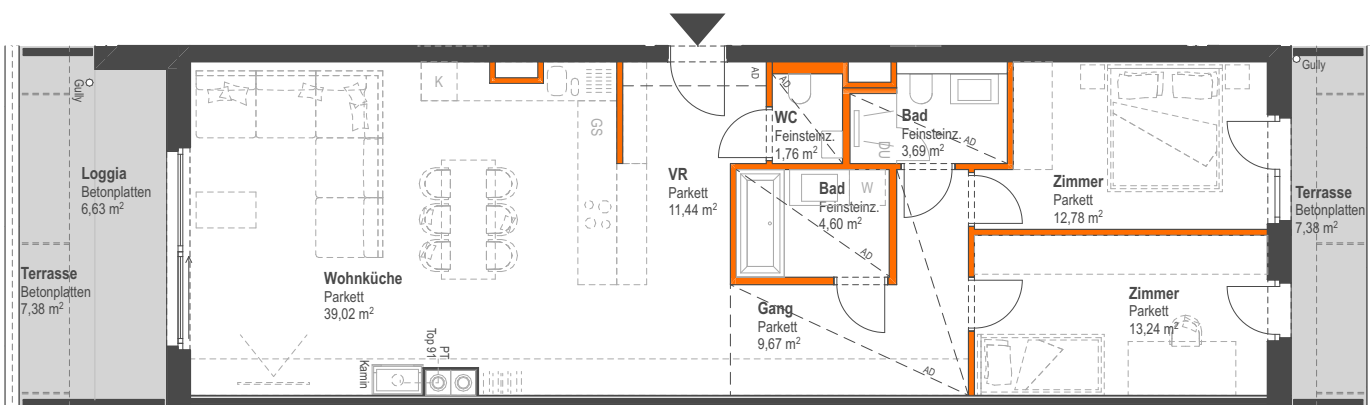 Gully
Loggia
Betonplatten
6,63 m²
Terrasse
Betonplatten
7,38 m²
Wohnküche
Parkett
39,02 m²
K
GS
Kamin
Top 91
PT
VR
Parkett
11,44 m²
AD
AD
WC
Feinsteinz.
1,76 m²
Bad
Feinsteinz.
3,69 m²
DU
AD
Bad
Feinsteinz.
4,60 m²
W
AD
Gang
Parkett
9,67 m²
AD
Zimmer
Parkett
12,78 m²
Zimmer
Parkett
13,24 m²
Gully
Terrasse
Betonplatten
7,38 m²